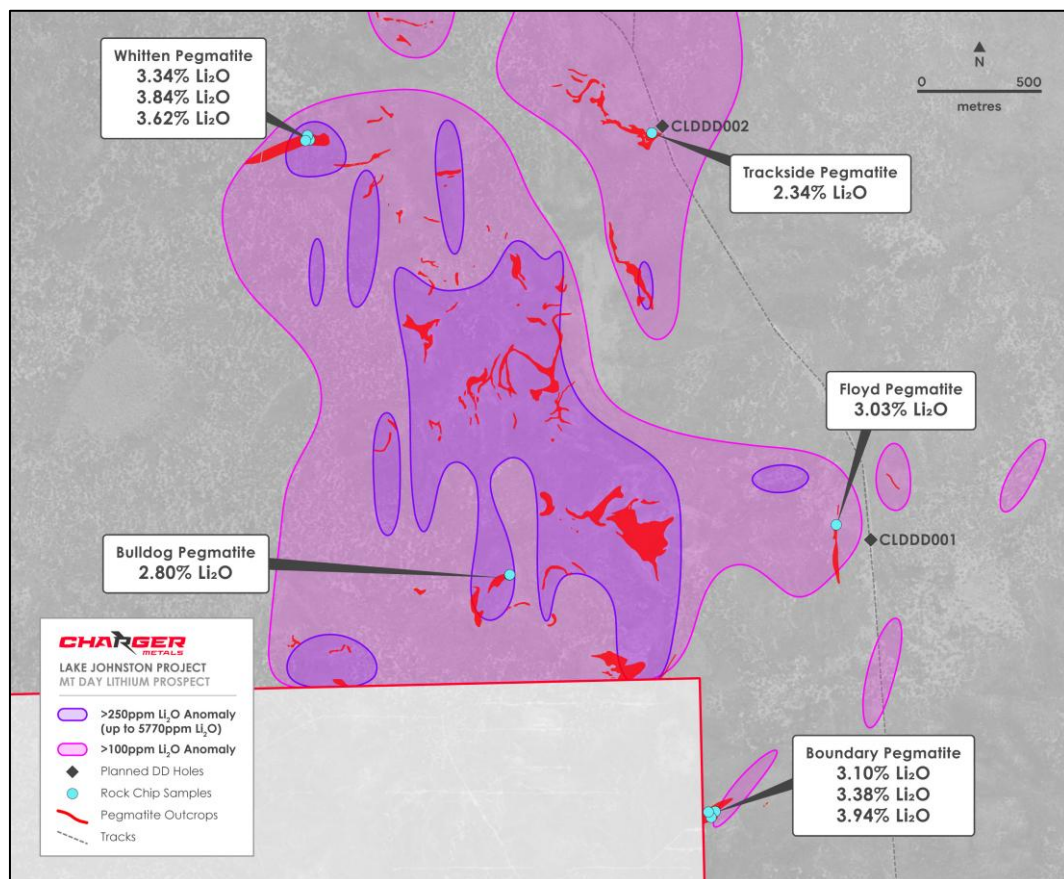 Whitten Pegmatite
3.34% Li₂O
3.84% Li₂O
3.62% Li₂O
N
0 500
metres
CLDDD002
Trackside Pegmatite
2.34% Li₂O
Floyd Pegmatite
3.03% Li₂O
CLDDD001
Bulldog Pegmatite
2.80% Li₂O
CHARGER
METALS
LAKE JOHNSTON PROJECT
MT DAY LITHIUM PROSPECT
>250ppm Li₂O Anomaly
(up to 5770ppm Li₂O)
>100ppm Li₂O Anomaly
Planned DD Holes
Rock Chip Samples
Pegmatite Outcrops
Tracks
Boundary Pegmatite
3.10% Li₂O
3.38% Li₂O
3.94% Li₂O